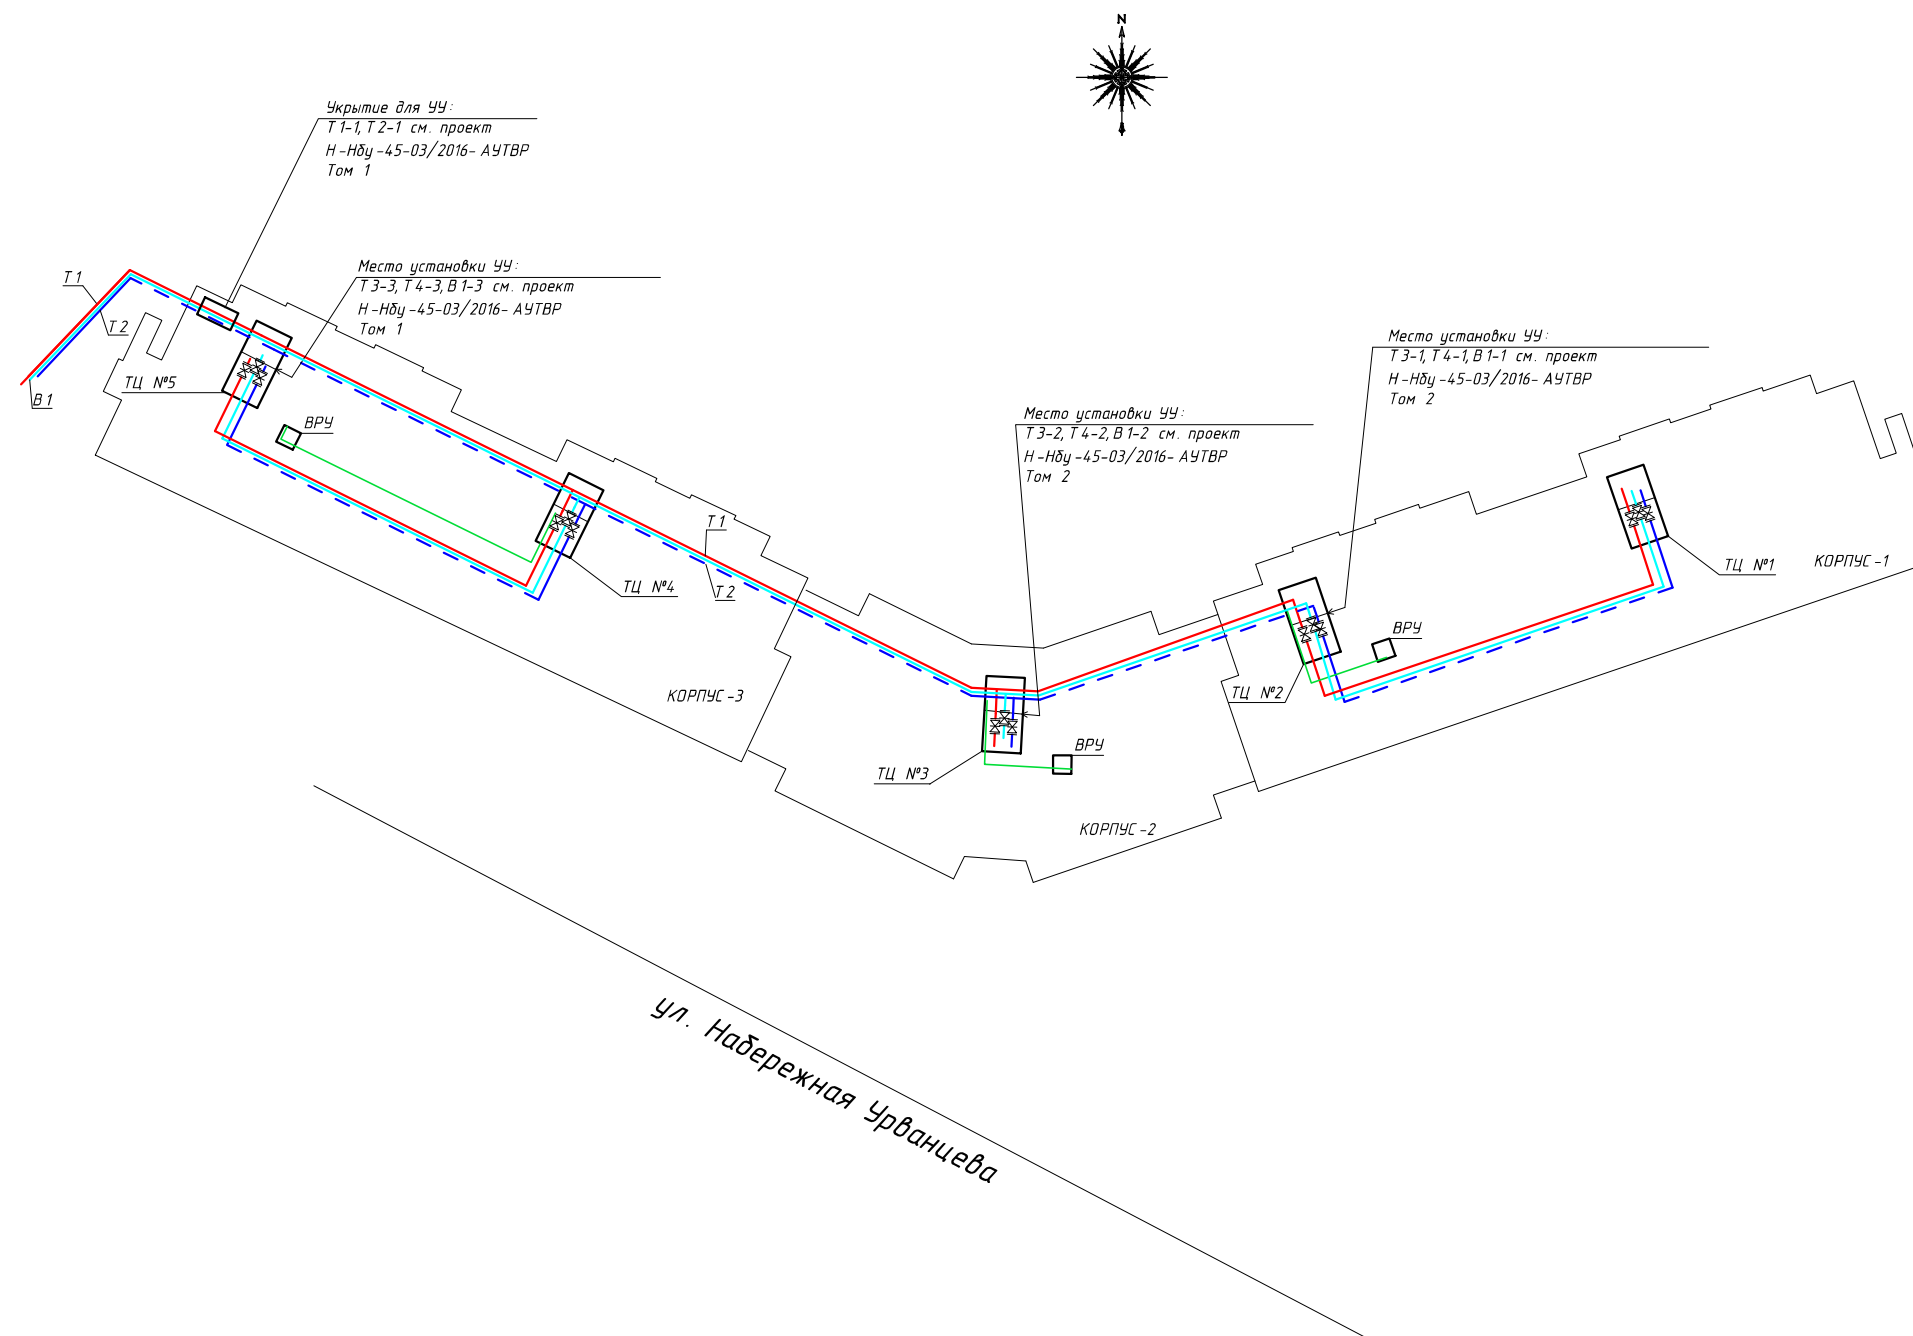 N
Укрытие для УУ:
Т1-1, Т2-1 см. проект
Н-Нбу-45-03/2016-АУТВР
Том 1
Место установки УУ:
Т3-3, Т4-3, В1-3 см. проект
Н-Нбу-45-03/2016-АУТВР
Том 1
Т1
Т2
В1
ТЦ №5
ВРУ
Место установки УУ:
Т3-1, Т4-1, В1-1 см. проект
Н-Нбу-45-03/2016-АУТВР
Том 2
Место установки УУ:
Т3-2, Т4-2, В1-2 см. проект
Н-Нбу-45-03/2016-АУТВР
Том 2
Т1
Т2
ТЦ №4
ТЦ №1
КОРПУС-1
ВРУ
ТЦ №2
КОРПУС-3
ВРУ
ТЦ №3
КОРПУС-2
ул. Набережная Урванцева